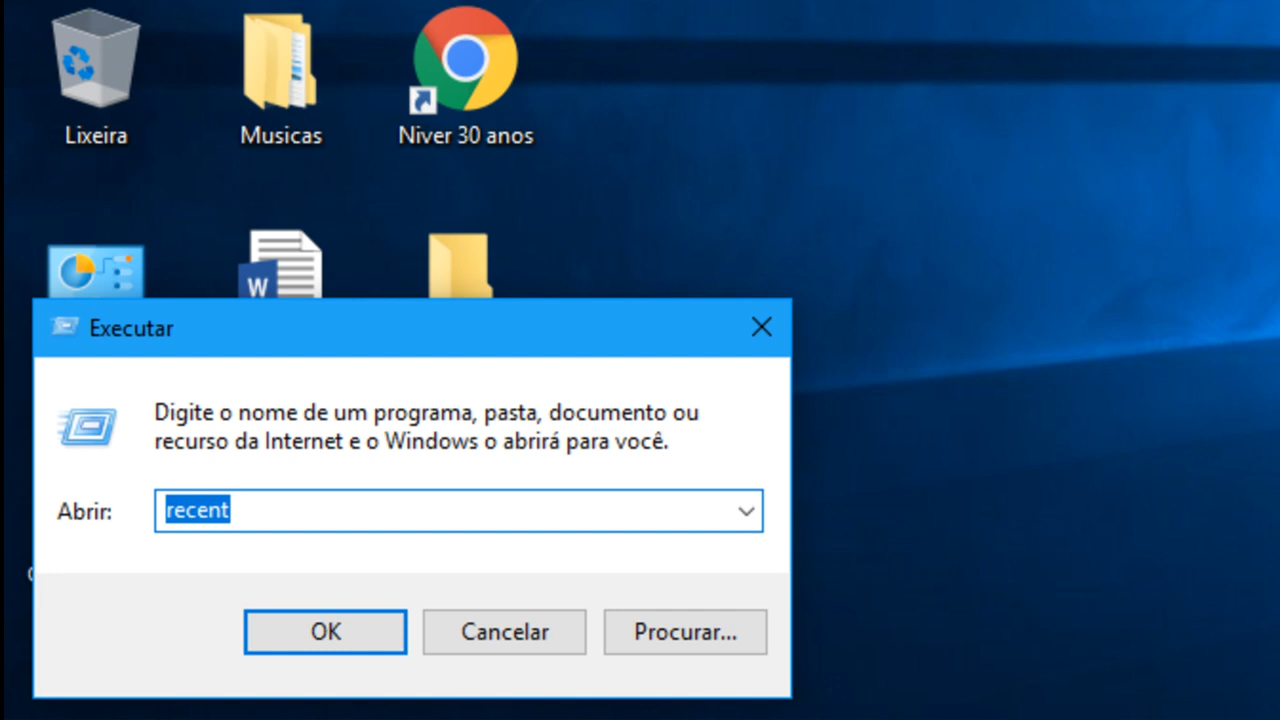 Lixeira
Musicas
Niver 30 anos
W
Executar
Digite o nome de um programa, pasta, documento ou
recurso da Internet e o Windows o abrirá para você.
Abrir:
recent
OK
Cancelar
Procurar...